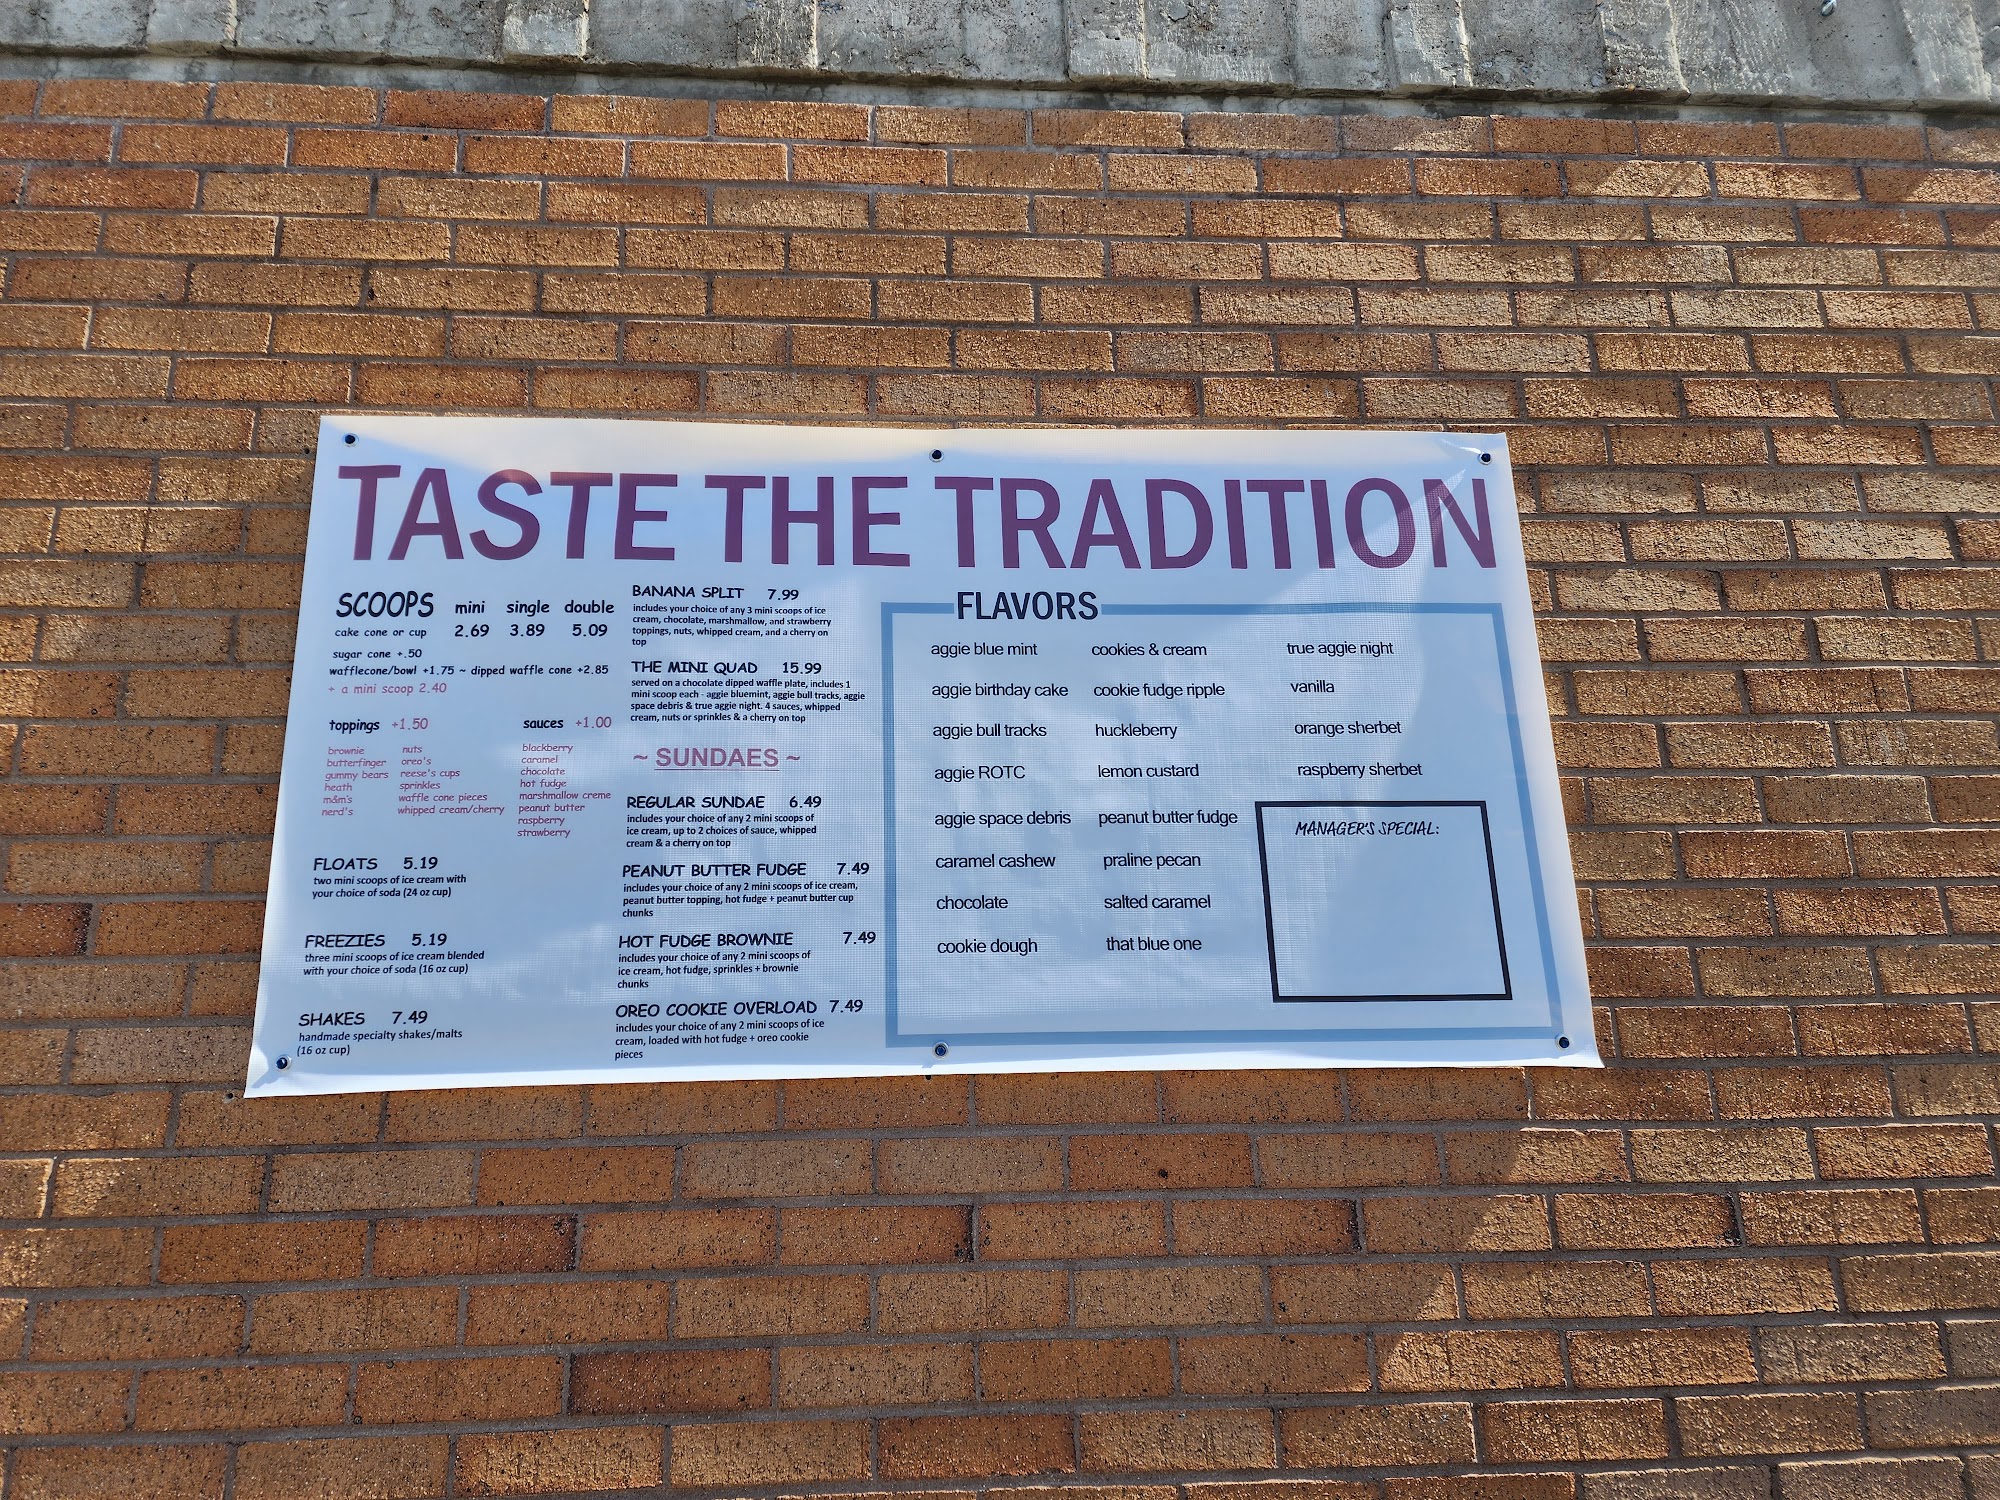 TASTE THE TRADITION
SCOOPS mini single double
cake cone or cup 2.69 3.89 5.09
sugar cone +.50
wafflecone/bowl +1.75 ~ dipped waffle cone +2.85
+ a mini scoop 2.40
toppings +1.50
brownie
butterfinger
gummy bears
heath
m&m's
nerd's
nuts
oreo's
reese's cups
sprinkles
waffle cone pieces
whipped cream/cherry
sauces +1.00
blackberry
caramel
chocolate
hot fudge
marshmallow creme
peanut butter
raspberry
strawberry
FLOATS 5.19
two mini scoops of ice cream with
your choice of soda (24 oz cup)
FREEZIES 5.19
three mini scoops of ice cream blended
with your choice of soda (16 oz cup)
SHAKES 7.49
handmade specialty shakes/malts
(16 oz cup)
BANANA SPLIT 7.99
includes your choice of any 3 mini scoops of ice
cream, chocolate, marshmallow, and strawberry
toppings, nuts, whipped cream, and a cherry on
top
THE MINI QUAD 15.99
served on a chocolate dipped waffle plate, includes 1
mini scoop each - aggie bluemint, aggie bull tracks, aggie
space debris & true aggie night. 4 sauces, whipped
cream, nuts or sprinkles & a cherry on top
~ SUNDAES ~
REGULAR SUNDAE 6.49
includes your choice of any 2 mini scoops of
ice cream, up to 2 choices of sauce, whipped
cream & a cherry on top
PEANUT BUTTER FUDGE 7.49
includes your choice of any 2 mini scoops of ice cream,
peanut butter topping, hot fudge + peanut butter cup
chunks
HOT FUDGE BROWNIE 7.49
includes your choice of any 2 mini scoops of
ice cream, hot fudge, sprinkles + brownie
chunks
OREO COOKIE OVERLOAD 7.49
includes your choice of any 2 mini scoops of ice
cream, loaded with hot fudge + oreo cookie
pieces
FLAVORS
aggie blue mint
aggie birthday cake
aggie bull tracks
aggie ROTC
aggie space debris
caramel cashew
chocolate
cookie dough
cookies & cream
cookie fudge ripple
huckleberry
lemon custard
peanut butter fudge
praline pecan
salted caramel
that blue one
true aggie night
vanilla
orange sherbet
raspberry sherbet
MANAGER'S SPECIAL: